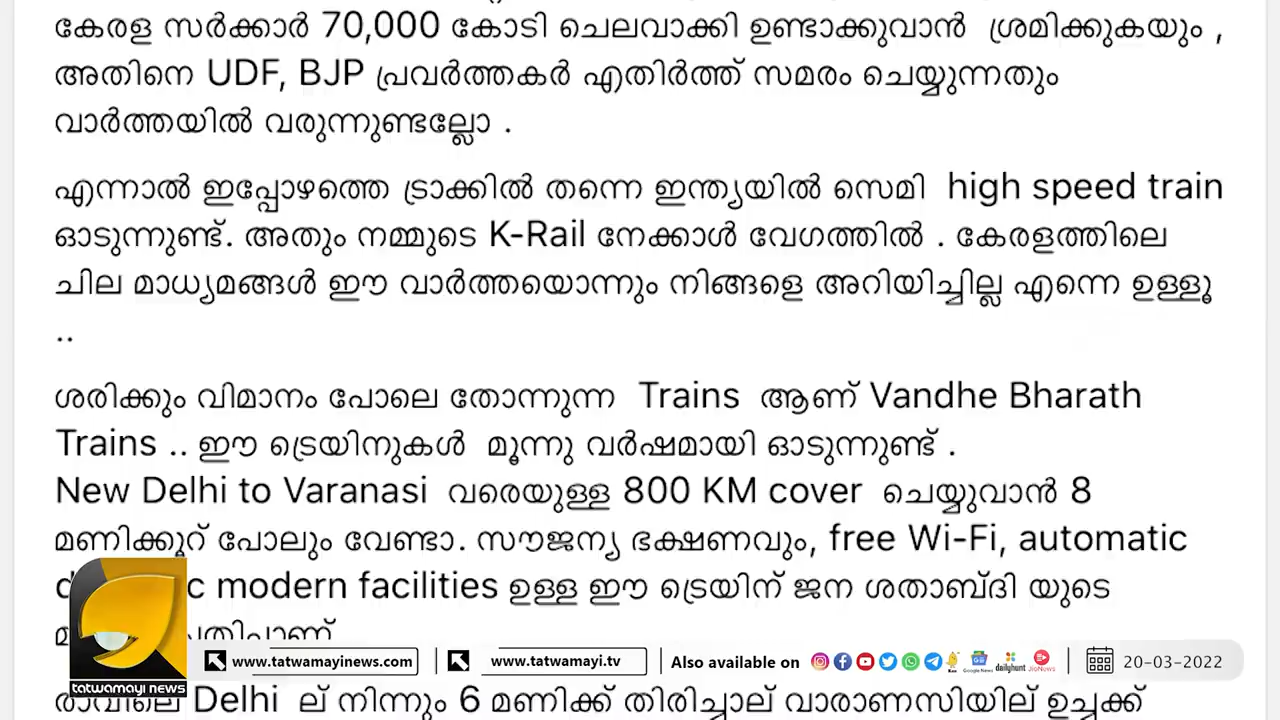 കേരള സർക്കാർ 70,000 കോടി ചെലവാക്കി ഉണ്ടാക്കുവാൻ ശ്രമിക്കുകയും ,
അതിനെ UDF, BJP പ്രവർത്തകർ എതിർത്ത് സമരം ചെയ്യുന്നതും
വാർത്തയിൽ വരുന്നുണ്ടല്ലോ .
എന്നാൽ ഇപ്പോഴത്തെ ട്രാക്കിൽ തന്നെ ഇന്ത്യയിൽ സെമി high speed train
ഓടുന്നുണ്ട്. അതും നമ്മുടെ K-Rail നേക്കാൾ വേഗത്തിൽ . കേരളത്തിലെ
ചില മാധ്യമങ്ങൾ ഈ വാർത്തയൊന്നും നിങ്ങളെ അറിയിച്ചില്ല എന്നെ ഉള്ളൂ
..
ശരിക്കും വിമാനം പോലെ തോന്നുന്ന Trains ആണ് Vandhe Bharath
Trains .. ഈ ട്രെയിനുകൾ മൂന്നു വർഷമായി ഓടുന്നുണ്ട് .
New Delhi to Varanasi വരെയുള്ള 800 KM cover ചെയ്യുവാൻ 8
മണിക്കൂറ് പോലും വേണ്ടാ. സൗജന്യ ഭക്ഷണവും, free Wi-Fi, automatic
modern facilities ഉള്ള ഈ ട്രെയിന് ജന ശതാബ്ദി യുടെ
രാവിലെ Delhi ല് നിന്നും 6 മണിക്ക് തിരിച്ചാല് വാരാണസിയില് ഉച്ചക്ക്
tatwamayi news
www.tatwamayinews.com
www.tatwamayi.tv
Also available on
Koo
Google News
dailyhunt
JioNews
20-03-2022